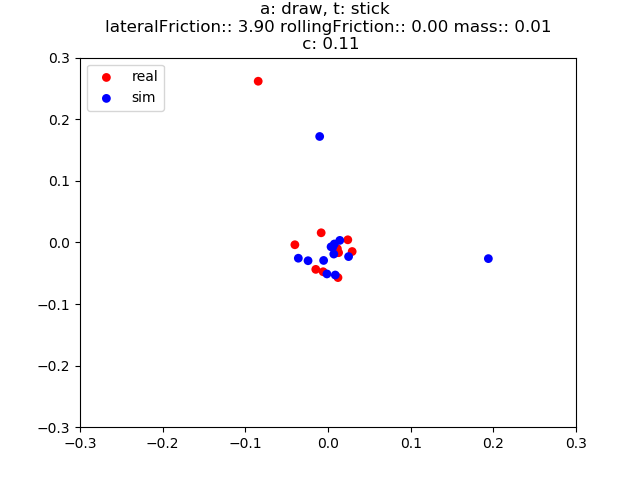 a: draw, t: stick
lateralFriction:: 3.90 rollingFriction:: 0.00 mass:: 0.01
c: 0.11
real
sim
0.3
0.2
0.1
0.0
−0.1
−0.2
−0.3
−0.3 −0.2 −0.1 0.0 0.1 0.2 0.3